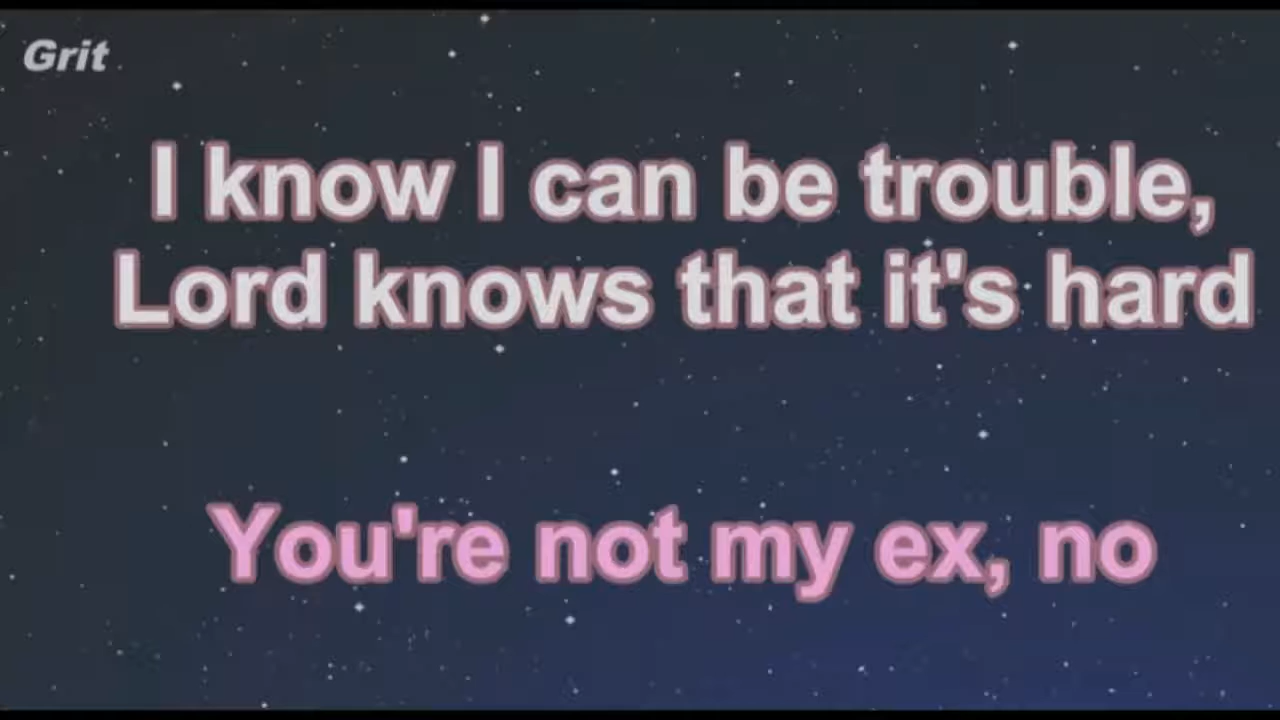 Grit
I know I can be trouble,
Lord knows that it's hard
You're not my ex, no